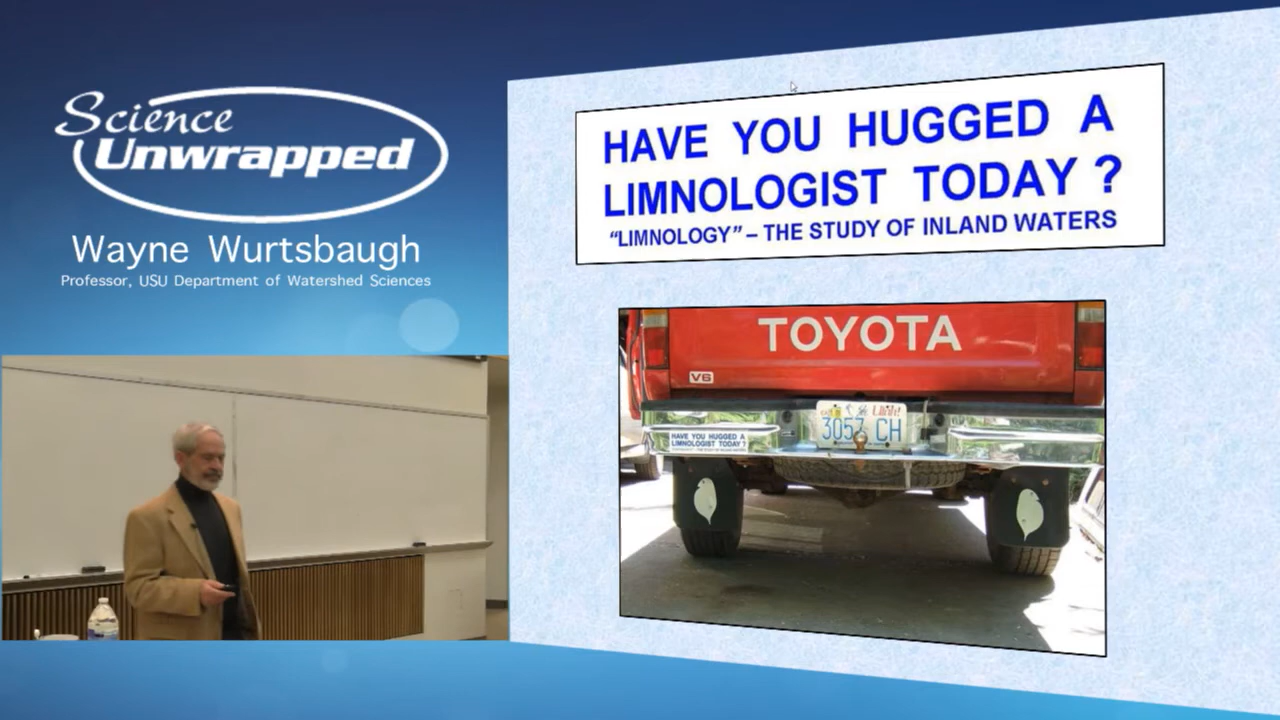 Science
Unwrapped
Wayne Wurtsbaugh
Professor, USU Department of Watershed Sciences
HAVE YOU HUGGED A
LIMNOLOGIST TODAY ?
“LIMNOLOGY” – THE STUDY OF INLAND WATERS
TOYOTA
V6
Utah!
3057 CH
HAVE YOU HUGGED A
LIMNOLOGIST TODAY?